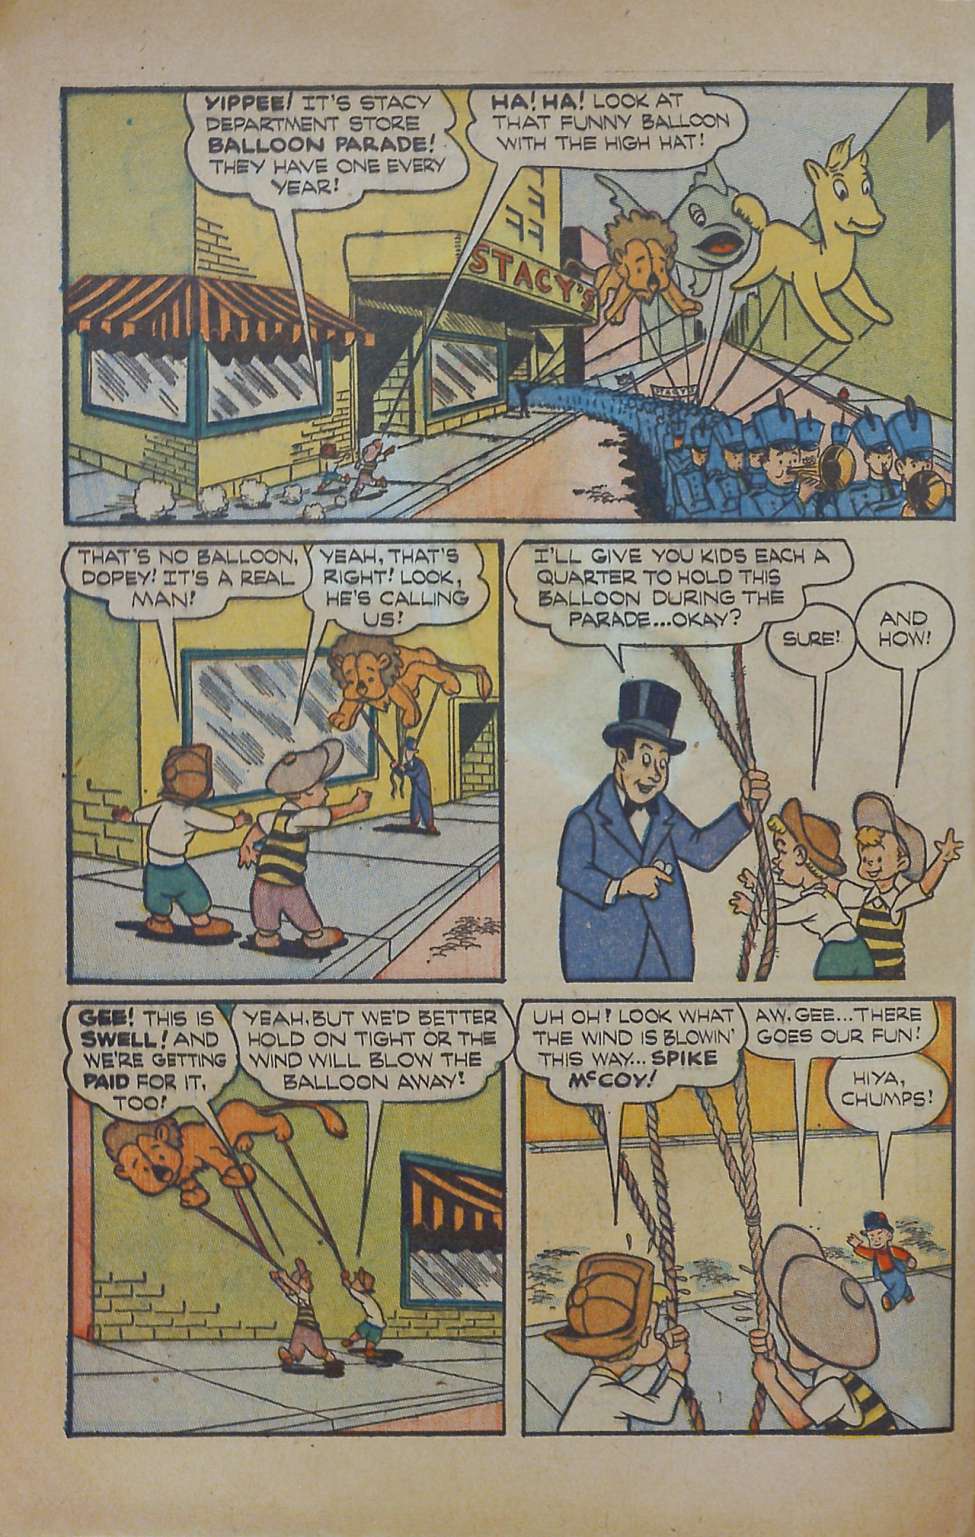 YIPPEE! IT'S STACY
DEPARTMENT STORE
BALLOON PARADE!
THEY HAVE ONE EVERY
YEAR!
HA! HA! LOOK AT
THAT FUNNY BALLOON
WITH THE HIGH HAT!
STACY'S
STACY'S
THAT'S NO BALLOON,
DOPEY! IT'S A REAL
MAN!
YEAH, THAT'S
RIGHT! LOOK,
HE'S CALLING
US!
I'LL GIVE YOU KIDS EACH A
QUARTER TO HOLD THIS
BALLOON DURING THE
PARADE...OKAY?
SURE!
AND
HOW!
GEE! THIS IS
SWELL! AND
WE'RE GETTING
PAID FOR IT,
TOO!
YEAH, BUT WE'D BETTER
HOLD ON TIGHT OR THE
WIND WILL BLOW THE
BALLOON AWAY!
UH OH! LOOK WHAT
THE WIND IS BLOWIN'
THIS WAY... SPIKE
McCOY!
AW, GEE...THERE
GOES OUR FUN!
HIYA,
CHUMPS!